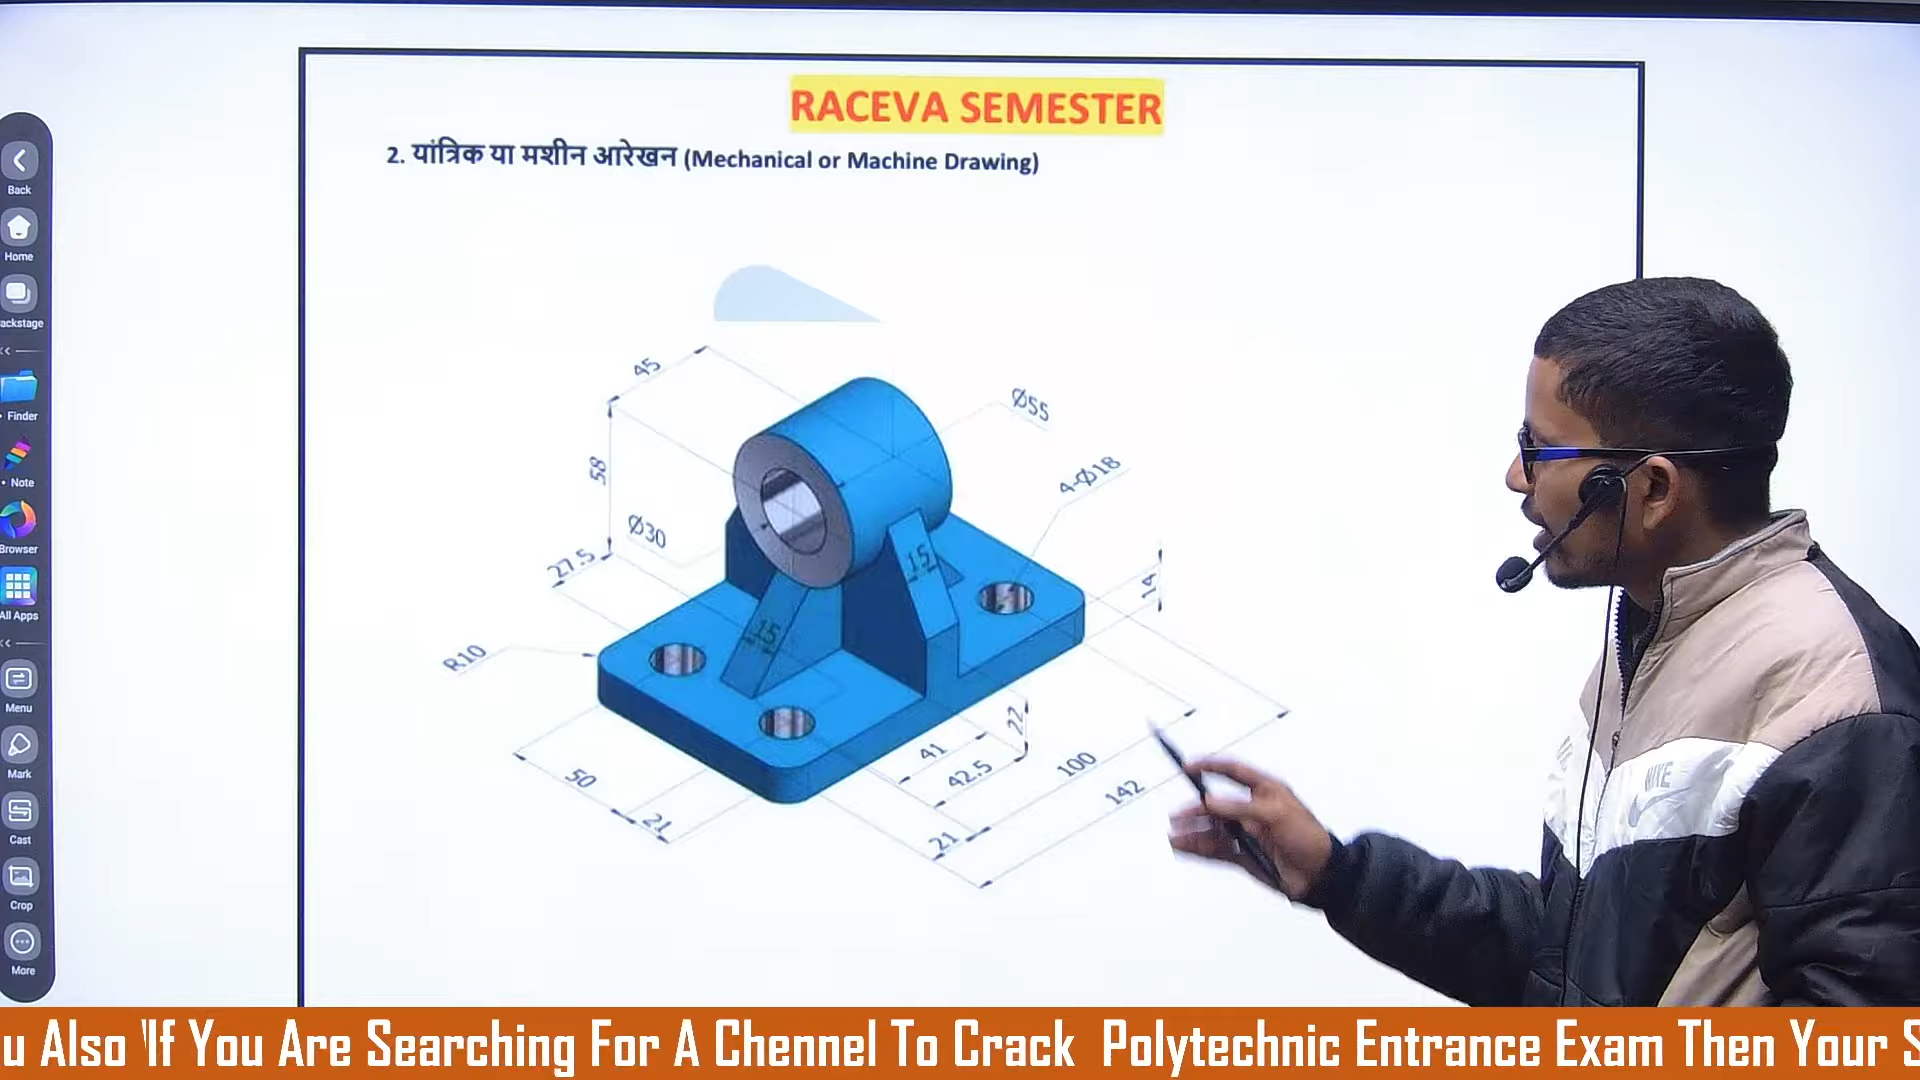 RACEVA SEMESTER
2. यांत्रिक या मशीन आरेखन (Mechanical or Machine Drawing)
Back
Home
ackstage
Finder
Note
Browser
All Apps
Menu
Mark
Cast
Crop
More
45
Ø55
58
4-Ø18
Ø30
27.5
15
14
15
R10
22
41
42.5
100
50
142
21
21
NIKE
u Also If You Are Searching For A Chennel To Crack Polytechnic Entrance Exam Then Your S